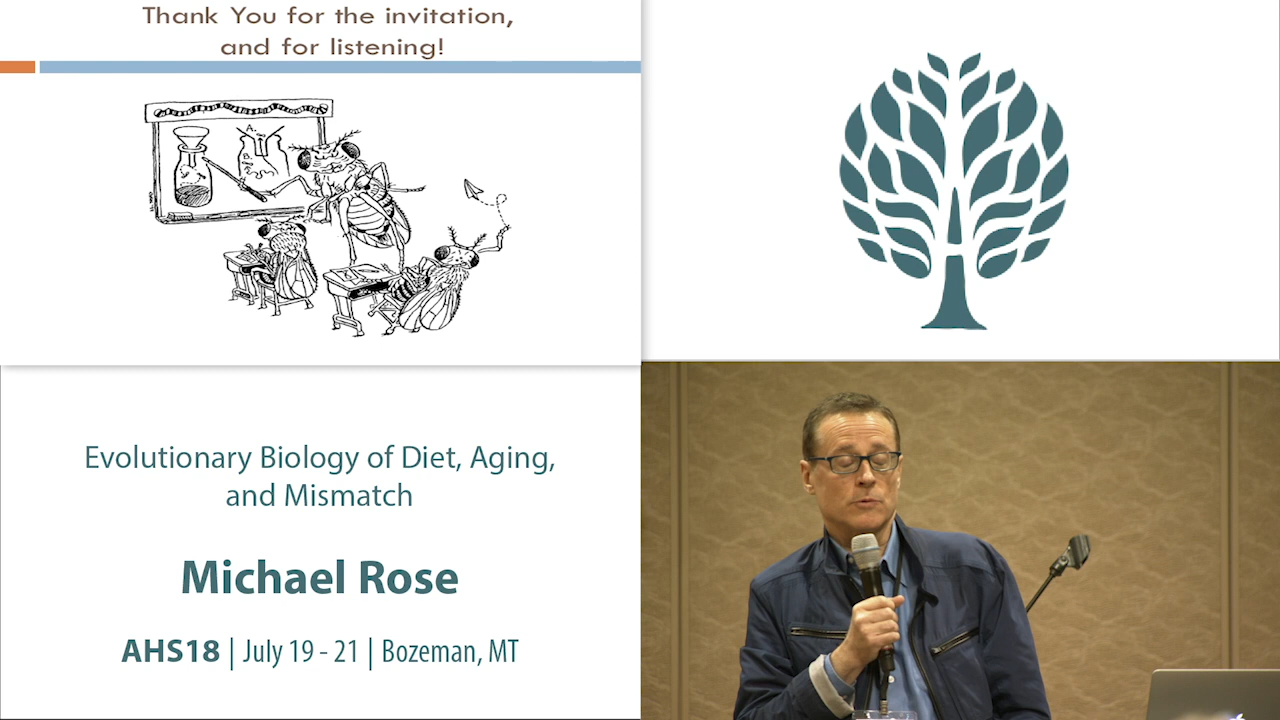 Thank You for the invitation,
and for listening!
A.
Evolutionary Biology of Diet, Aging,
and Mismatch
Michael Rose
AHS18 | July 19 - 21 | Bozeman, MT